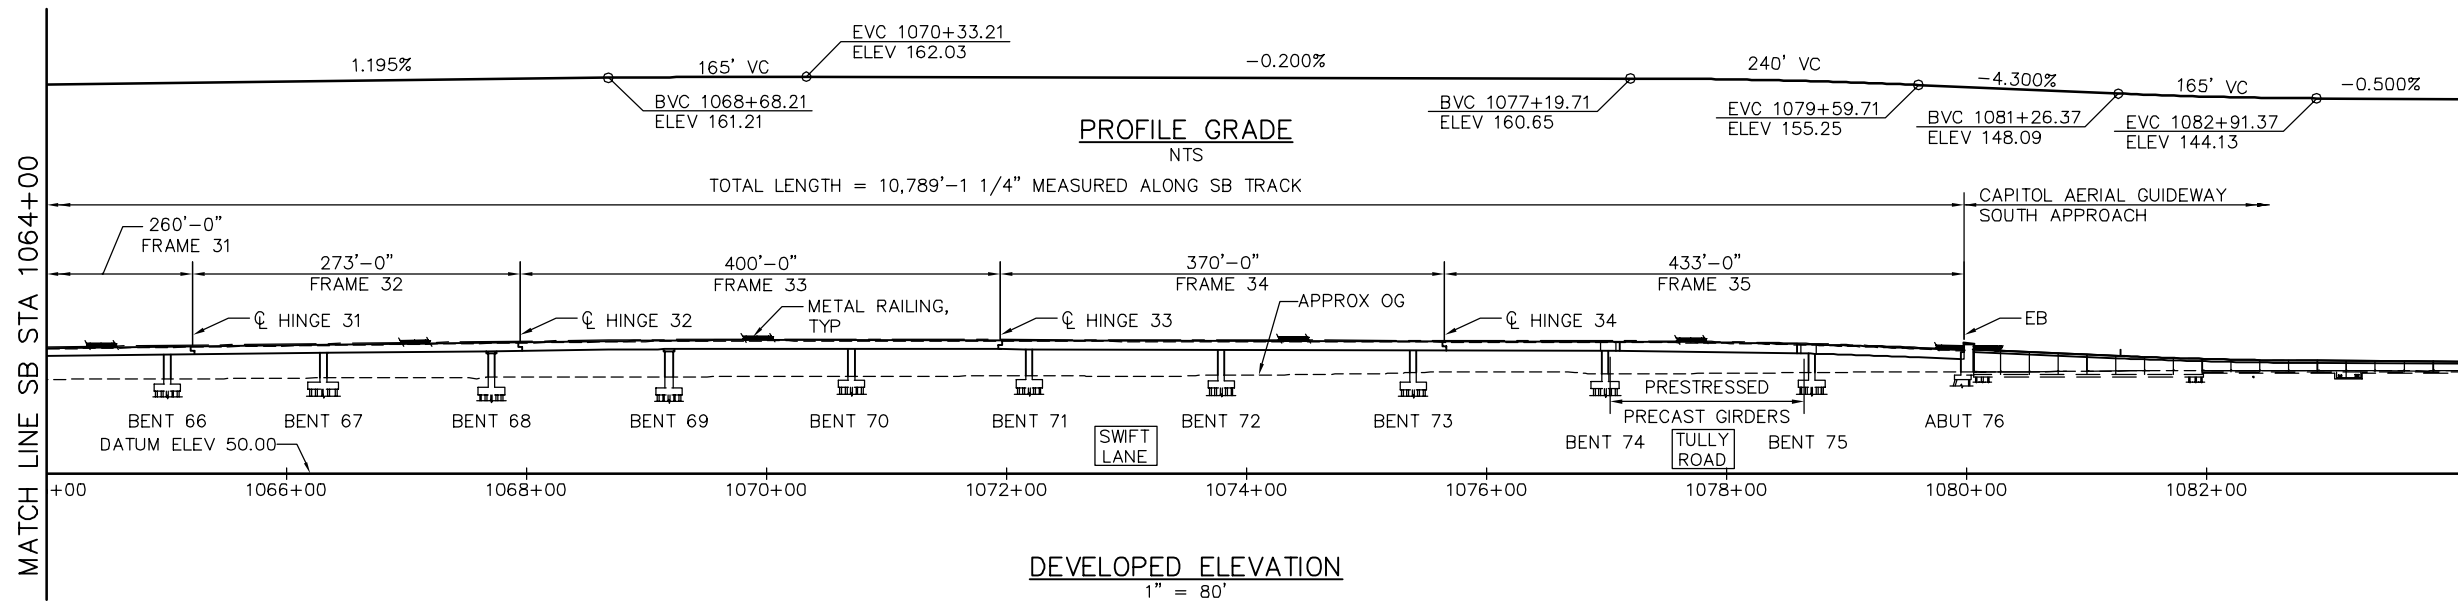 EVC 1070+33.21
ELEV 162.03
1.195%
165' VC
-0.200%
240' VC
-4.300%
165' VC
-0.500%
BVC 1068+68.21
ELEV 161.21
BVC 1077+19.71
ELEV 160.65
EVC 1079+59.71
ELEV 155.25
BVC 1081+26.37
ELEV 148.09
EVC 1082+91.37
ELEV 144.13
PROFILE GRADE
NTS
MATCH LINE SB STA 1064+00
TOTAL LENGTH = 10,789'-1 1/4" MEASURED ALONG SB TRACK
CAPITOL AERIAL GUIDEWAY
SOUTH APPROACH
260'-0"
FRAME 31
273'-0"
FRAME 32
400'-0"
FRAME 33
370'-0"
FRAME 34
433'-0"
FRAME 35
℄ HINGE 31
℄ HINGE 32
METAL RAILING,
TYP
℄ HINGE 33
APPROX OG
℄ HINGE 34
EB
PRESTRESSED
PRECAST GIRDERS
BENT 66
BENT 67
BENT 68
BENT 69
BENT 70
BENT 71
BENT 72
BENT 73
BENT 74
BENT 75
ABUT 76
DATUM ELEV 50.00
SWIFT
LANE
TULLY
ROAD
+00
1066+00
1068+00
1070+00
1072+00
1074+00
1076+00
1078+00
1080+00
1082+00
DEVELOPED ELEVATION
1" = 80'